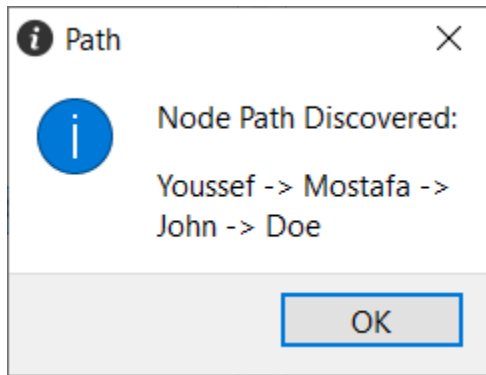 Path
Node Path Discovered:
Youssef -> Mostafa ->
John -> Doe
OK